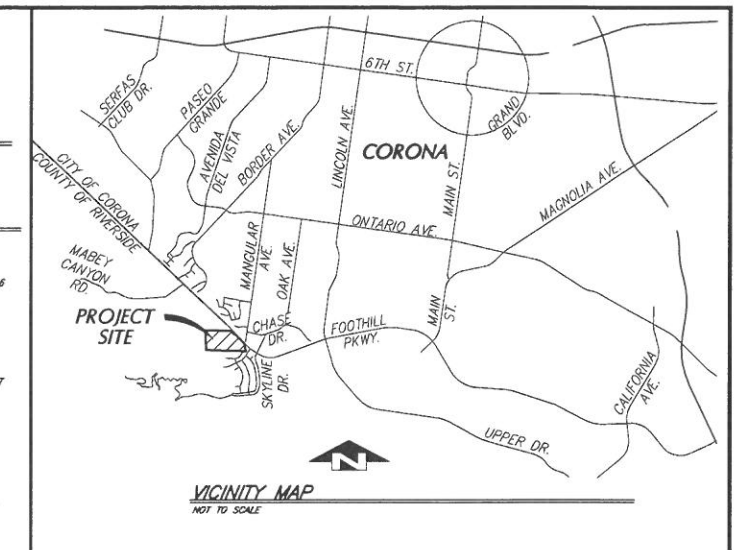 SERFAS
CLUB DR.
PASEO
GRANDE
AVENIDA
DEL VISTA
BORDER AVE.
LINCOLN AVE.
6TH ST.
GRAND
BLVD.
CORONA
MAIN ST.
MAGNOLIA AVE.
CITY OF CORONA
COUNTY OF RIVERSIDE
ONTARIO AVE.
MABEY
CANYON
RD.
MANGULAR
AVE.
OAK AVE.
PROJECT
SITE
CHASE
DR.
FOOTHILL
PKWY.
MAIN
ST.
SKYLINE
DR.
CALIFORNIA
AVE.
UPPER DR.
N
VICINITY MAP
NOT TO SCALE
6
7